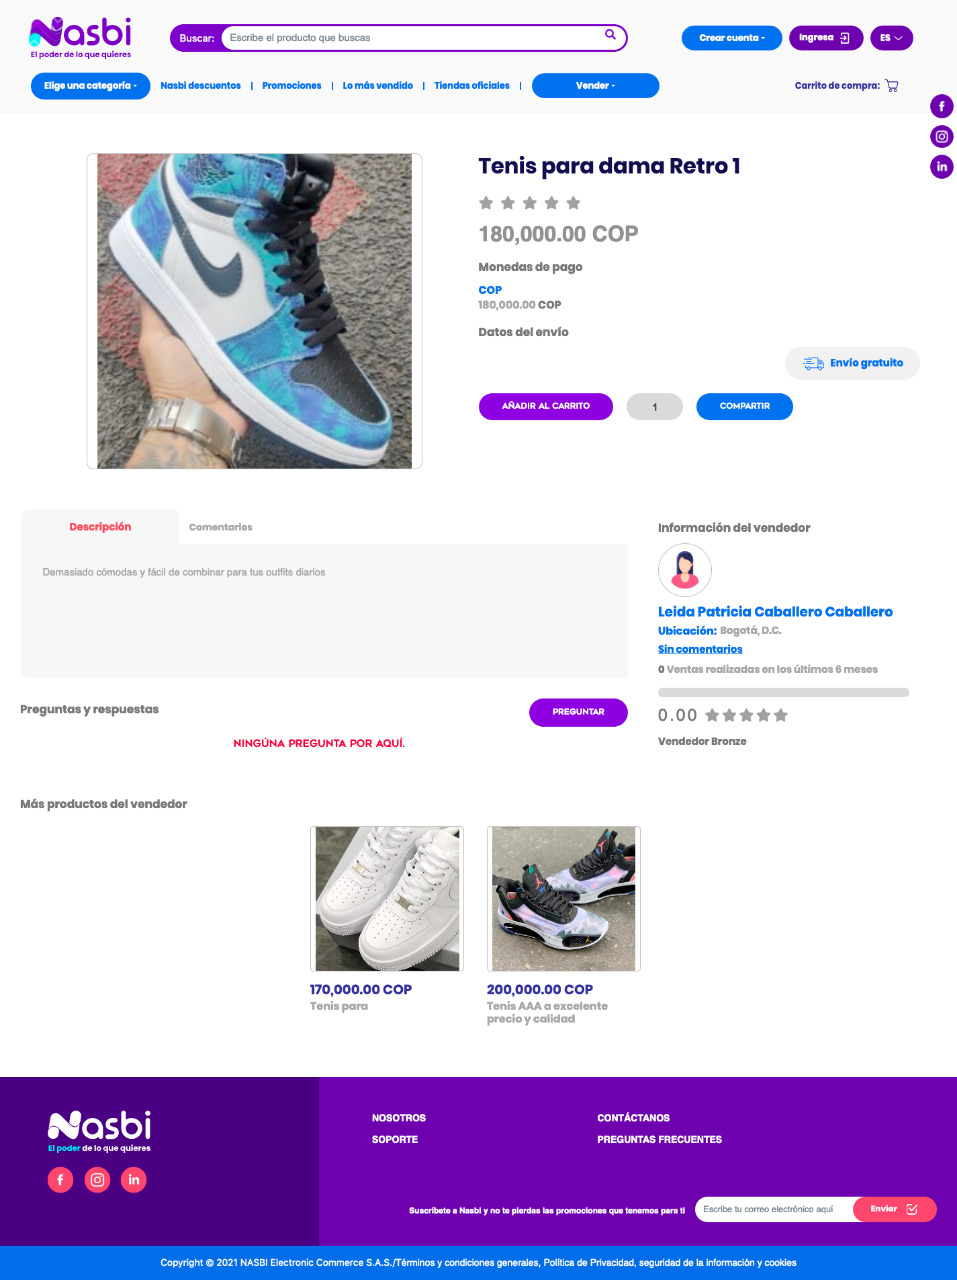 Nasbi
El poder de lo que quieres
Buscar: Escribe el producto que buscas
Crear cuenta
Ingresa
ES
Elige una categoría
Nasbi descuentos | Promociones | Lo más vendido | Tiendas oficiales |
Vender
Carrito de compra:
Tenis para dama Retro 1
180,000.00 COP
Monedas de pago
COP
180,000.00 COP
Datos del envío
Envío gratuito
AÑADIR AL CARRITO
1
COMPARTIR
Descripción
Comentarios
Demasiado cómodas y fácil de combinar para tus outfits diarios
Información del vendedor
Leida Patricia Caballero Caballero
Ubicación: Bogotá, D.C.
Sin comentarios
0 Ventas realizadas en los últimos 6 meses
0.00
Vendedor Bronze
Preguntas y respuestas
PREGUNTAR
NINGÚNA PREGUNTA POR AQUÍ.
Más productos del vendedor
170,000.00 COP
Tenis para
200,000.00 COP
Tenis AAA a excelente
precio y calidad
Nasbi
El poder de lo que quieres
NOSOTROS
SOPORTE
CONTÁCTANOS
PREGUNTAS FRECUENTES
Suscríbete a Nasbi y no te pierdas las promociones que tenemos para ti
Escribe tu correo electrónico aquí
Enviar
Copyright © 2021 NASBI Electronic Commerce S.A.S./Términos y condiciones generales, Política de Privacidad, seguridad de la información y cookies